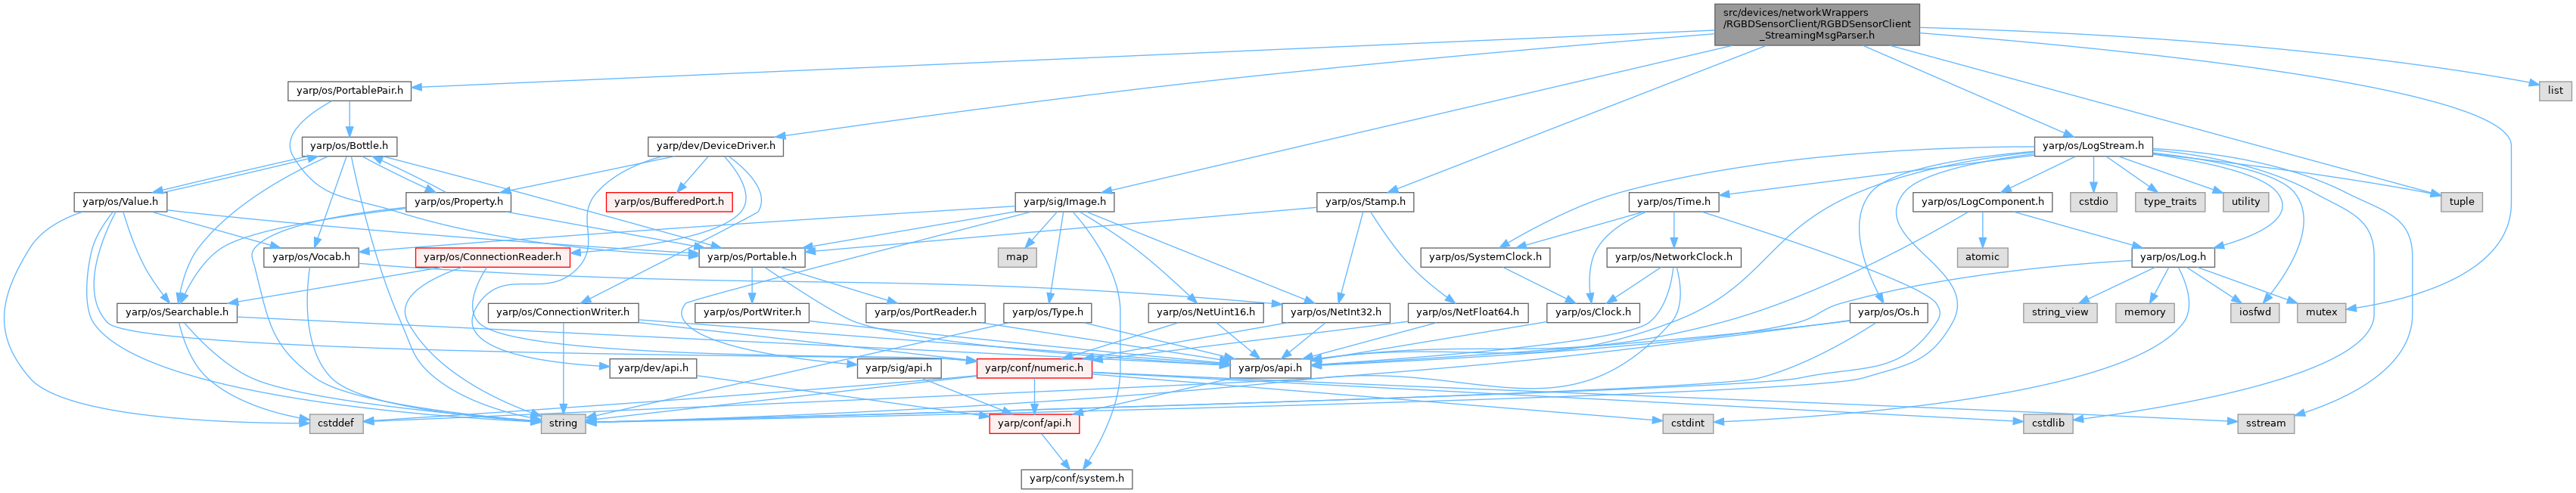 src/devices/networkWrappers
/RGBDSensorClient/RGBDSensorClient
_StreamingMsgParser.h
yarp/os/PortablePair.h
list
yarp/os/Bottle.h
yarp/dev/DeviceDriver.h
yarp/os/LogStream.h
yarp/os/Value.h
yarp/os/Property.h
yarp/os/BufferedPort.h
yarp/sig/Image.h
yarp/os/Stamp.h
yarp/os/Time.h
yarp/os/LogComponent.h
cstdio
type_traits
utility
tuple
yarp/os/Vocab.h
yarp/os/ConnectionReader.h
yarp/os/Portable.h
map
yarp/os/SystemClock.h
yarp/os/NetworkClock.h
atomic
yarp/os/Log.h
yarp/os/Searchable.h
yarp/os/ConnectionWriter.h
yarp/os/PortWriter.h
yarp/os/PortReader.h
yarp/os/Type.h
yarp/os/NetUint16.h
yarp/os/NetInt32.h
yarp/os/NetFloat64.h
yarp/os/Clock.h
yarp/os/Os.h
string_view
memory
iosfwd
mutex
yarp/dev/api.h
yarp/sig/api.h
yarp/conf/numeric.h
yarp/os/api.h
cstddef
string
yarp/conf/api.h
cstdint
cstdlib
sstream
yarp/conf/system.h